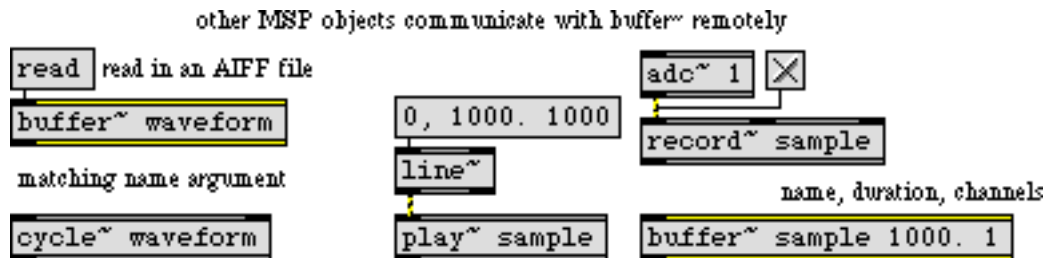 other MSP objects communicate with buffer~ remotely
read read in an AIFF file
buffer~ waveform
matching name argument
cycle~ waveform
0, 1000. 1000
line~
play~ sample
adc~ 1
record~ sample
name, duration, channels
buffer~ sample 1000. 1